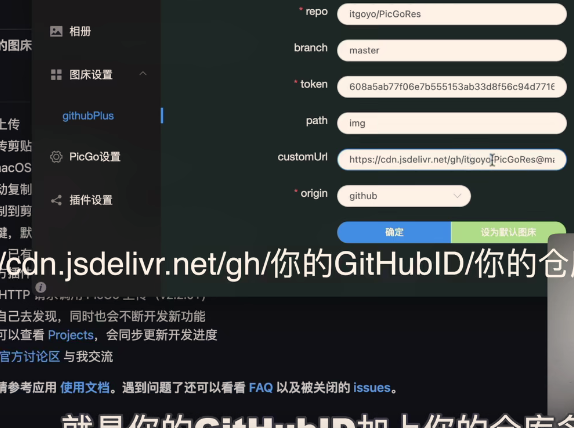 * repo
itgoyo/PicGoRes
相册
branch
master
的图床
图床设置
* token
608a5ab77f06e7b555153ab33d8f56c94d771
githubPlus
path
img
上传
传剪贴
PicGo设置
customUrl
https://cdn.jsdelivr.net/gh/itgoyo/PicGoRes@ma
macOS
动复制
* origin
github
制到剪
插件设置
键，默
确定
设为默认图床
/cdn.jsdelivr.net/gh/你的GitHubID/你的仓库
自己去发现，同时也会不断开发新功能
可以查看 Projects，会同步更新开发进度
官方讨论区 与我交流
请参考应用 使用文档。遇到问题了还可以看看 FAQ 以及被关闭的 issues。
就是你的GitHubID加上你的仓库名